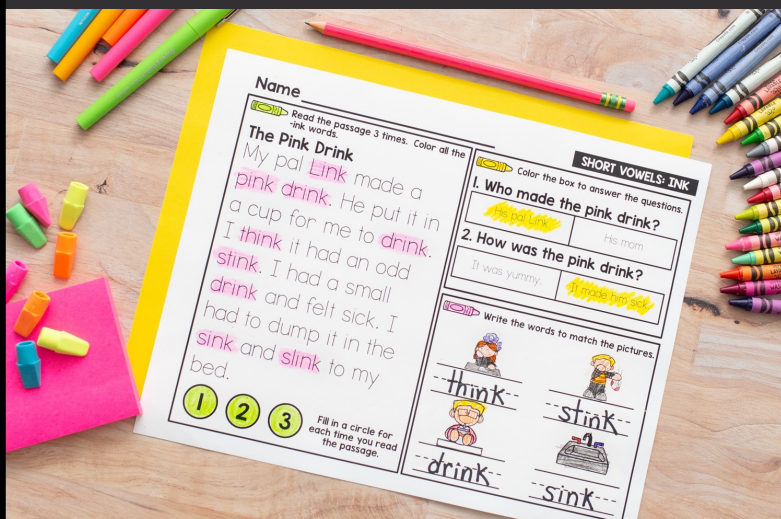 Name
Read the passage 3 times. Color all the
-ink words.
The Pink Drink
My pal Link made a
pink drink. He put it in
a cup for me to drink.
I think it had an odd
stink. I had a small
drink and felt sick. I
had to dump it in the
sink and slink to my
bed.
1 2 3
Fill in a circle for
each time you read
the passage.
SHORT VOWELS: INK
Color the box to answer the questions.
1. Who made the pink drink?
His pal Link
His mom
2. How was the pink drink?
It was yummy.
It made him sick.
Write the words to match the pictures.
think
stink
drink
sink